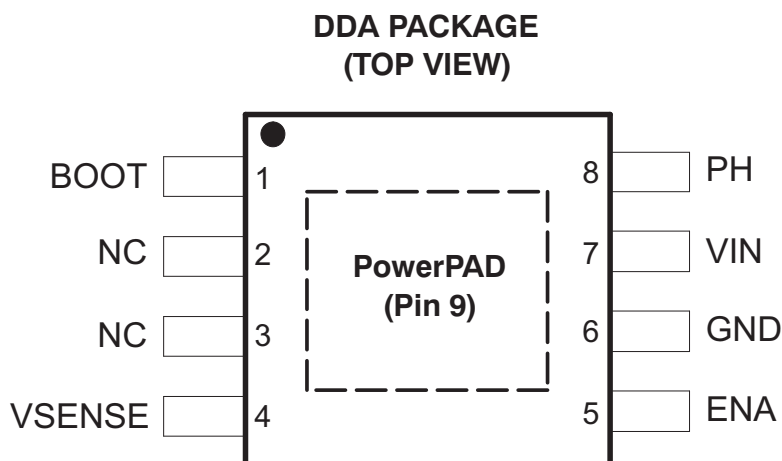 DDA PACKAGE
(TOP VIEW)
BOOT 1 8 PH
NC 2 7 VIN
PowerPAD
(Pin 9)
NC 3 6 GND
VSENSE 4 5 ENA